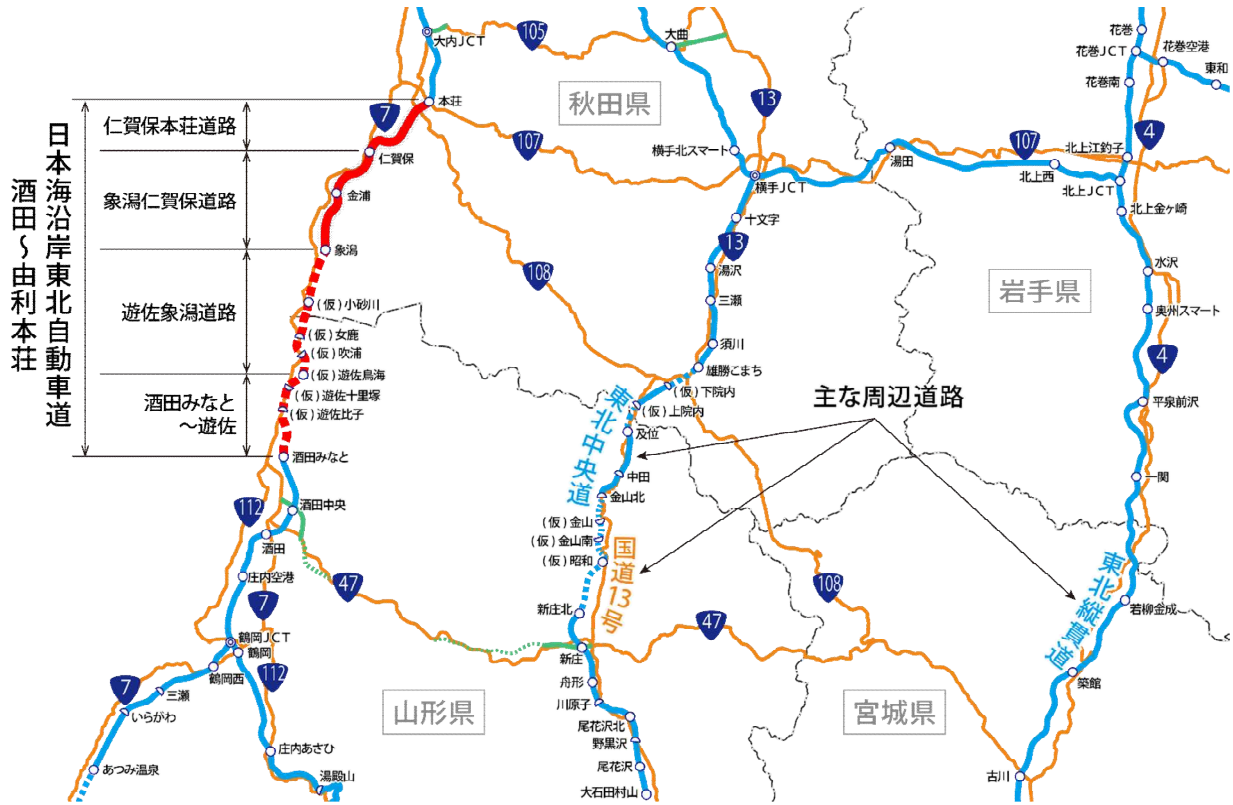 日本海沿岸東北自動車道
酒田～由利本荘
仁賀保本荘道路
象潟仁賀保道路
遊佐象潟道路
酒田みなと
～遊佐
大内JCT
本荘
仁賀保
金浦
象潟
(仮)小砂川
(仮)女鹿
(仮)吹浦
(仮)遊佐鳥海
(仮)遊佐十里塚
(仮)遊佐比子
酒田みなと
酒田中央
酒田
庄内空港
鶴岡JCT
鶴岡
鶴岡西
三瀬
いらがわ
あつみ温泉
庄内あさひ
湯殿山
7
105
107
108
112
47
7
112
7
秋田県
大曲
13
横手北スマート
横手JCT
十文字
13
湯沢
三瀬
須川
雄勝こまち
(仮)下院内
(仮)上院内
及位
中田
金山北
(仮)金山
(仮)金山南
(仮)昭和
新庄北
新庄
舟形
川原子
尾花沢北
野黒沢
尾花沢
大石田村山
東北中央道
国道13号
主な周辺道路
山形県
宮城県
岩手県
47
108
湯田
107
北上西
北上JCT
花巻
花巻JCT
花巻空港
東和
花巻南
4
北上江釣子
北上金ヶ崎
水沢
奥州スマート
4
平泉前沢
一関
若柳金成
築館
古川
東北縦貫道